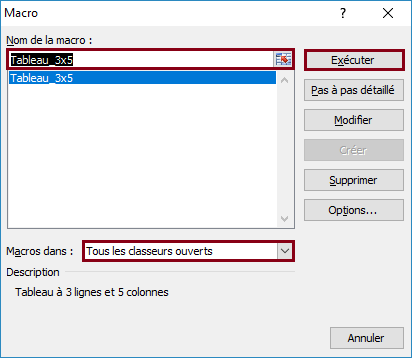 Macro
Nom de la macro :
Tableau_3x5
Exécuter
Tableau_3x5
Pas à pas détaillé
Modifier
Créer
Supprimer
Options...
Macros dans :
Tous les classeurs ouverts
Description
Tableau à 3 lignes et 5 colonnes
Annuler